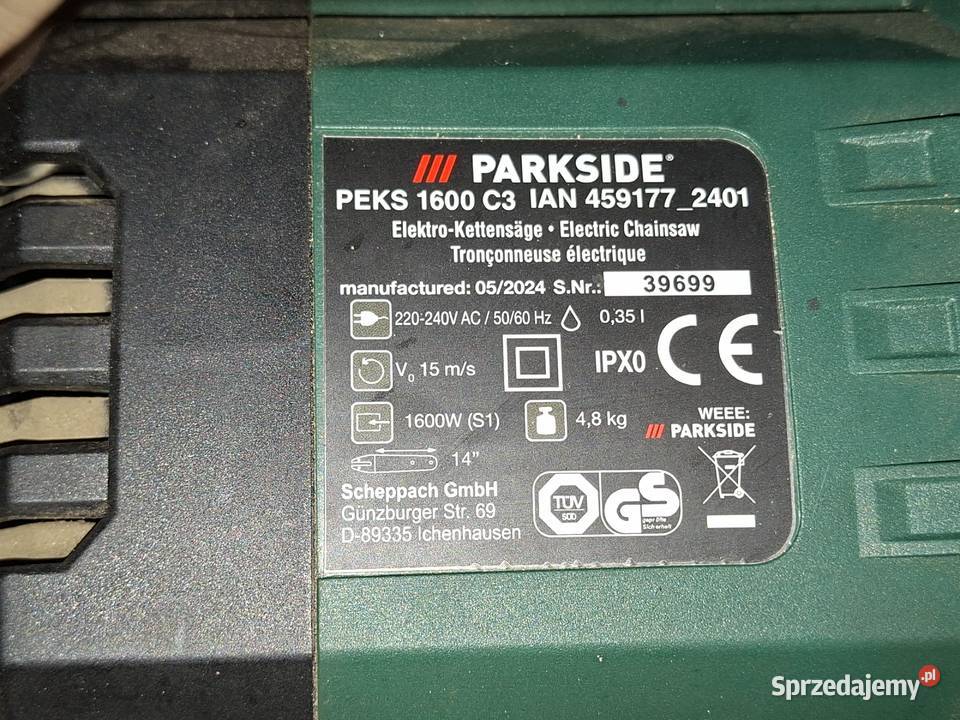 PARKSIDE®
PEKS 1600 C3 IAN 459177_2401
Elektro-Kettensäge • Electric Chainsaw
Tronçonneuse électrique
manufactured: 05/2024 S.Nr.: 39699
220-240V AC / 50/60 Hz 0,35 l
V₀ 15 m/s IPX0 CE
1600W (S1) 4,8 kg
WEEE:
PARKSIDE
14"
Scheppach GmbH
Günzburger Str. 69
D-89335 Ichenhausen
TÜV
SÜD
GS
geprüfte
Sicherheit
Sprzedajemy.pl